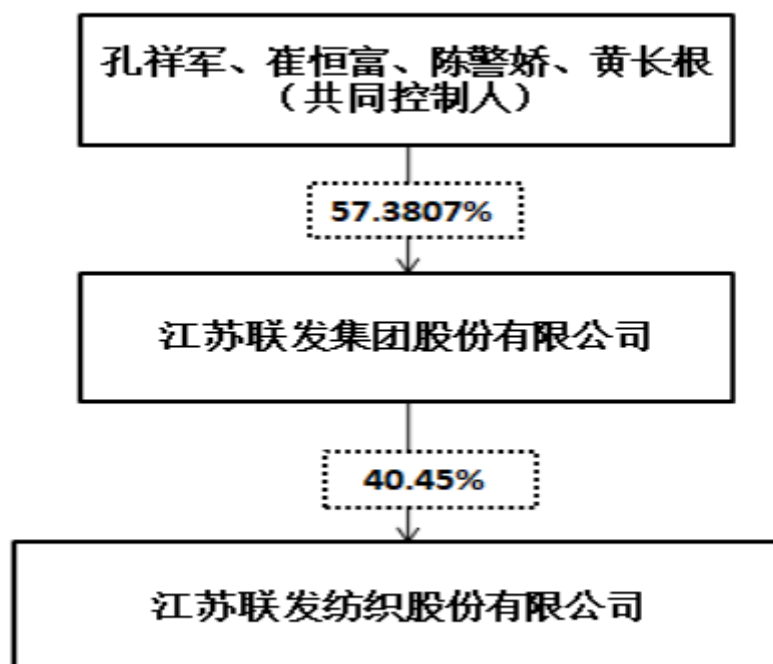 孔祥军、崔恒富、陈警娇、黄长根
（共同控制人）
57.3807%
江苏联发集团股份有限公司
40.45%
江苏联发纺织股份有限公司